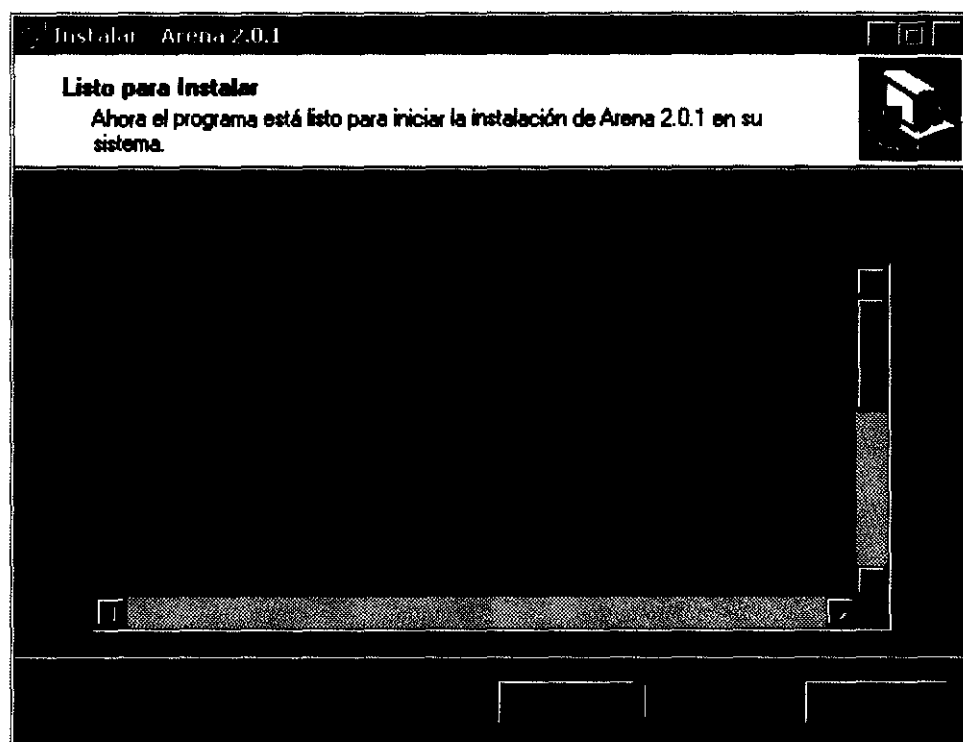 Instalar Arena 2.0.1
Listo para Instalar
Ahora el programa está listo para iniciar la instalación de Arena 2.0.1 en su
sistema.